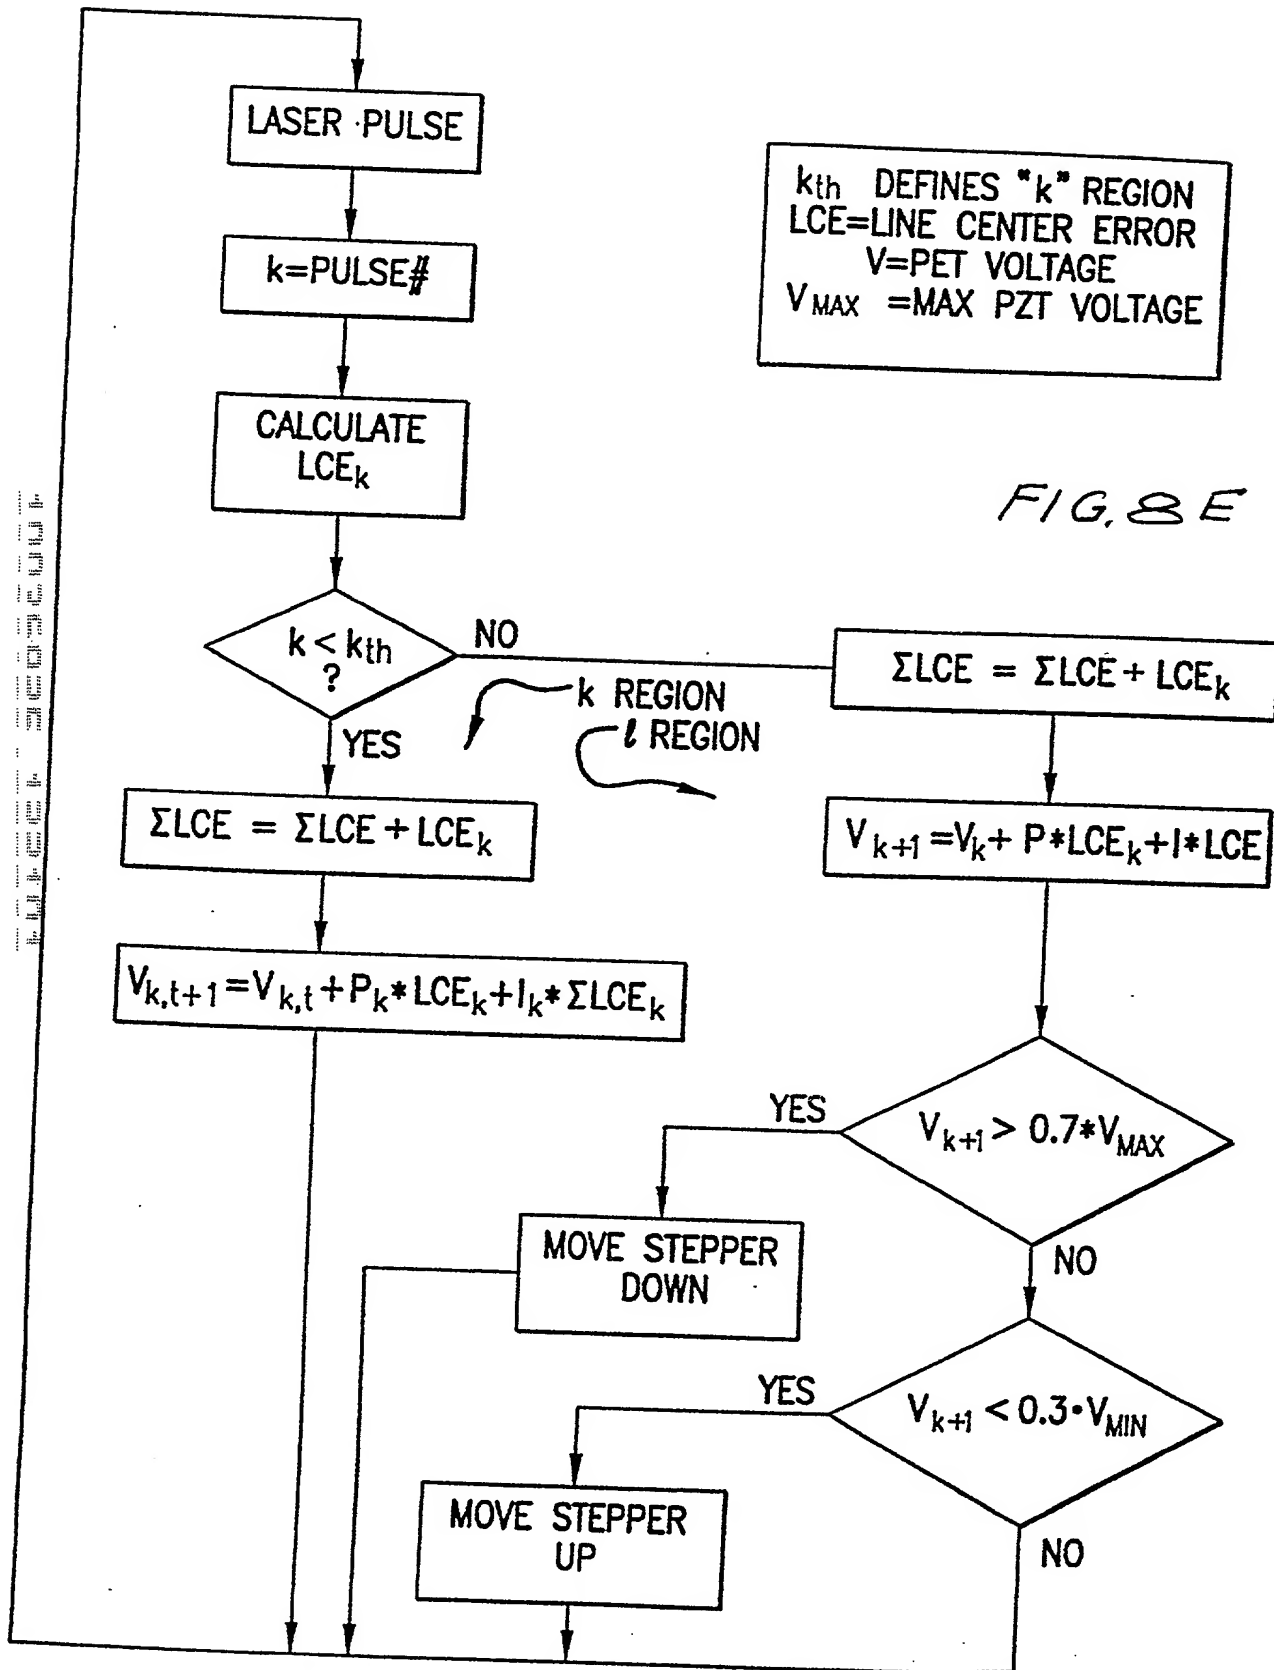 LASER PULSE
k=PULSE#
CALCULATE
LCEk
kth DEFINES "k" REGION
LCE=LINE CENTER ERROR
V=PET VOLTAGE
VMAX =MAX PZT VOLTAGE
FIG. 8E
k < kth
?
NO
YES
k REGION
ℓ REGION
ΣLCE = ΣLCE + LCEk
Vk,t+1=Vk,t+Pk*LCEk+Ik*ΣLCEk
ΣLCE = ΣLCE + LCEk
Vk+1=Vk+ P*LCEk+I*LCE
Vk+1 > 0.7*VMAX
YES
NO
MOVE STEPPER
DOWN
Vk+1 < 0.3•VMIN
YES
NO
MOVE STEPPER
UP